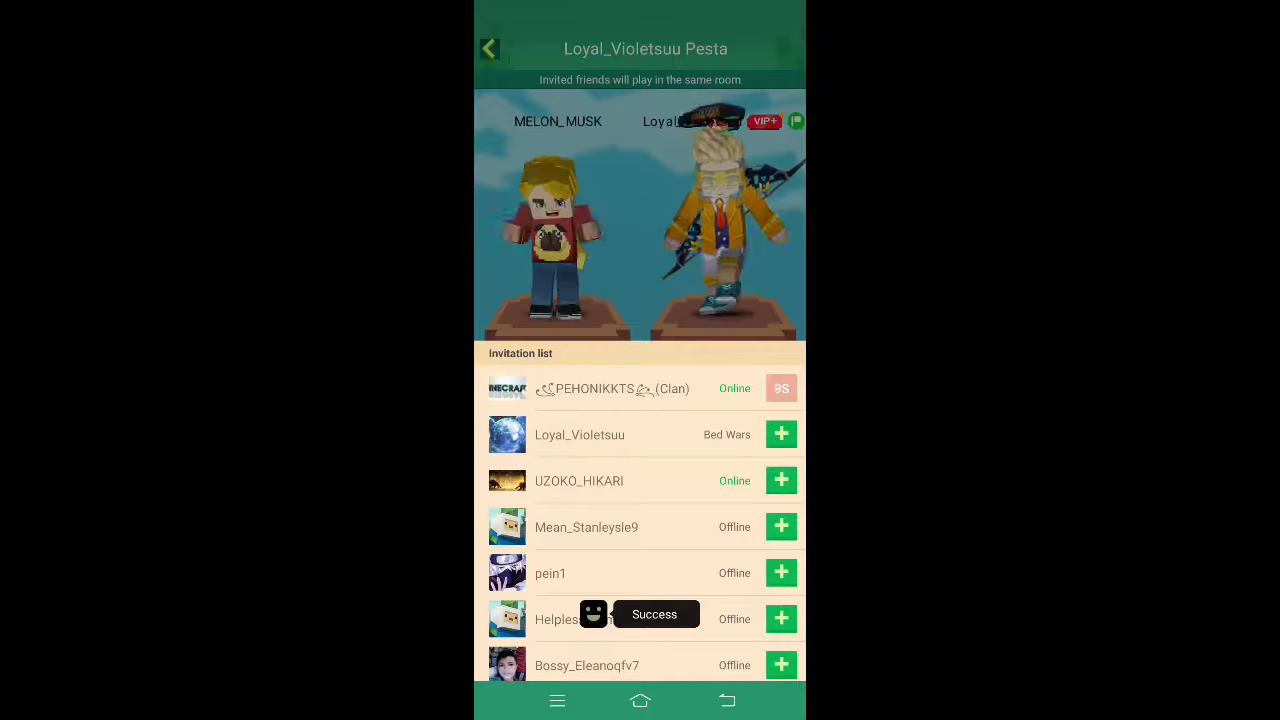 Loyal_Violetsuu Pesta
Invited friends will play in the same room
MELON_MUSK
VIP+
Invitation list
PEHONIKKTS (Clan) Online 9S
Loyal_Violetsuu Bed Wars +
UZOKO_HIKARI Online +
Mean_Stanleysle9 Offline +
pein1 Offline +
Offline +
Success
Bossy_Eleanoqfv7 Offline +